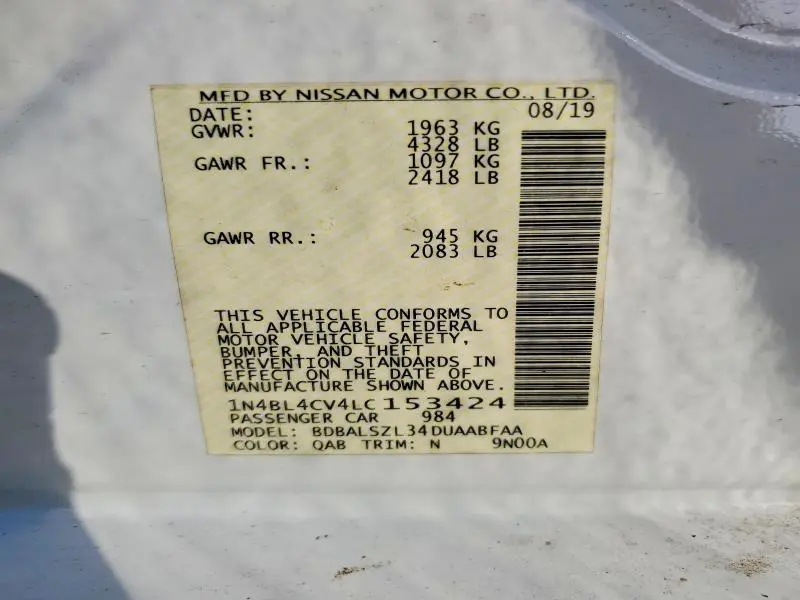 MFD BY NISSAN MOTOR CO., LTD.
DATE: 08/19
GVWR: 1963 KG
4328 LB
GAWR FR.: 1097 KG
2418 LB
GAWR RR.: 945 KG
2083 LB
THIS VEHICLE CONFORMS TO
ALL APPLICABLE FEDERAL
MOTOR VEHICLE SAFETY,
BUMPER, AND THEFT
PREVENTION STANDARDS IN
EFFECT ON THE DATE OF
MANUFACTURE SHOWN ABOVE.
1N4BL4CV4LC153424
PASSENGER CAR 984
MODEL: BDBALSZL34DUAABFAA
COLOR: QAB TRIM: N 9N00A